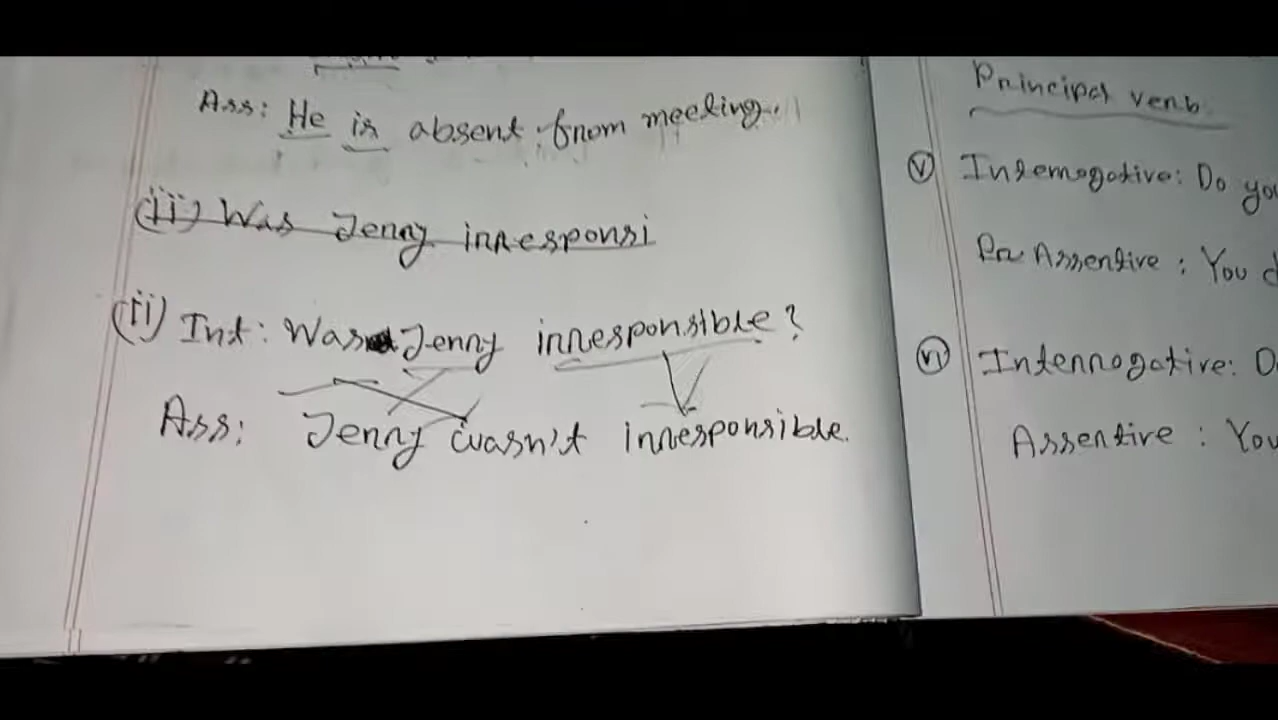 Ass: He is absent from meeting.
(ii) Was Jenny irresponsi
(ii) Int: Was Jenny irresponsible?
Ass: Jenny wasn't irresponsible.
Principal verb.
(v) Interrogative: Do you
Assertive: You
(vi) Interrogative: D
Assertive: You